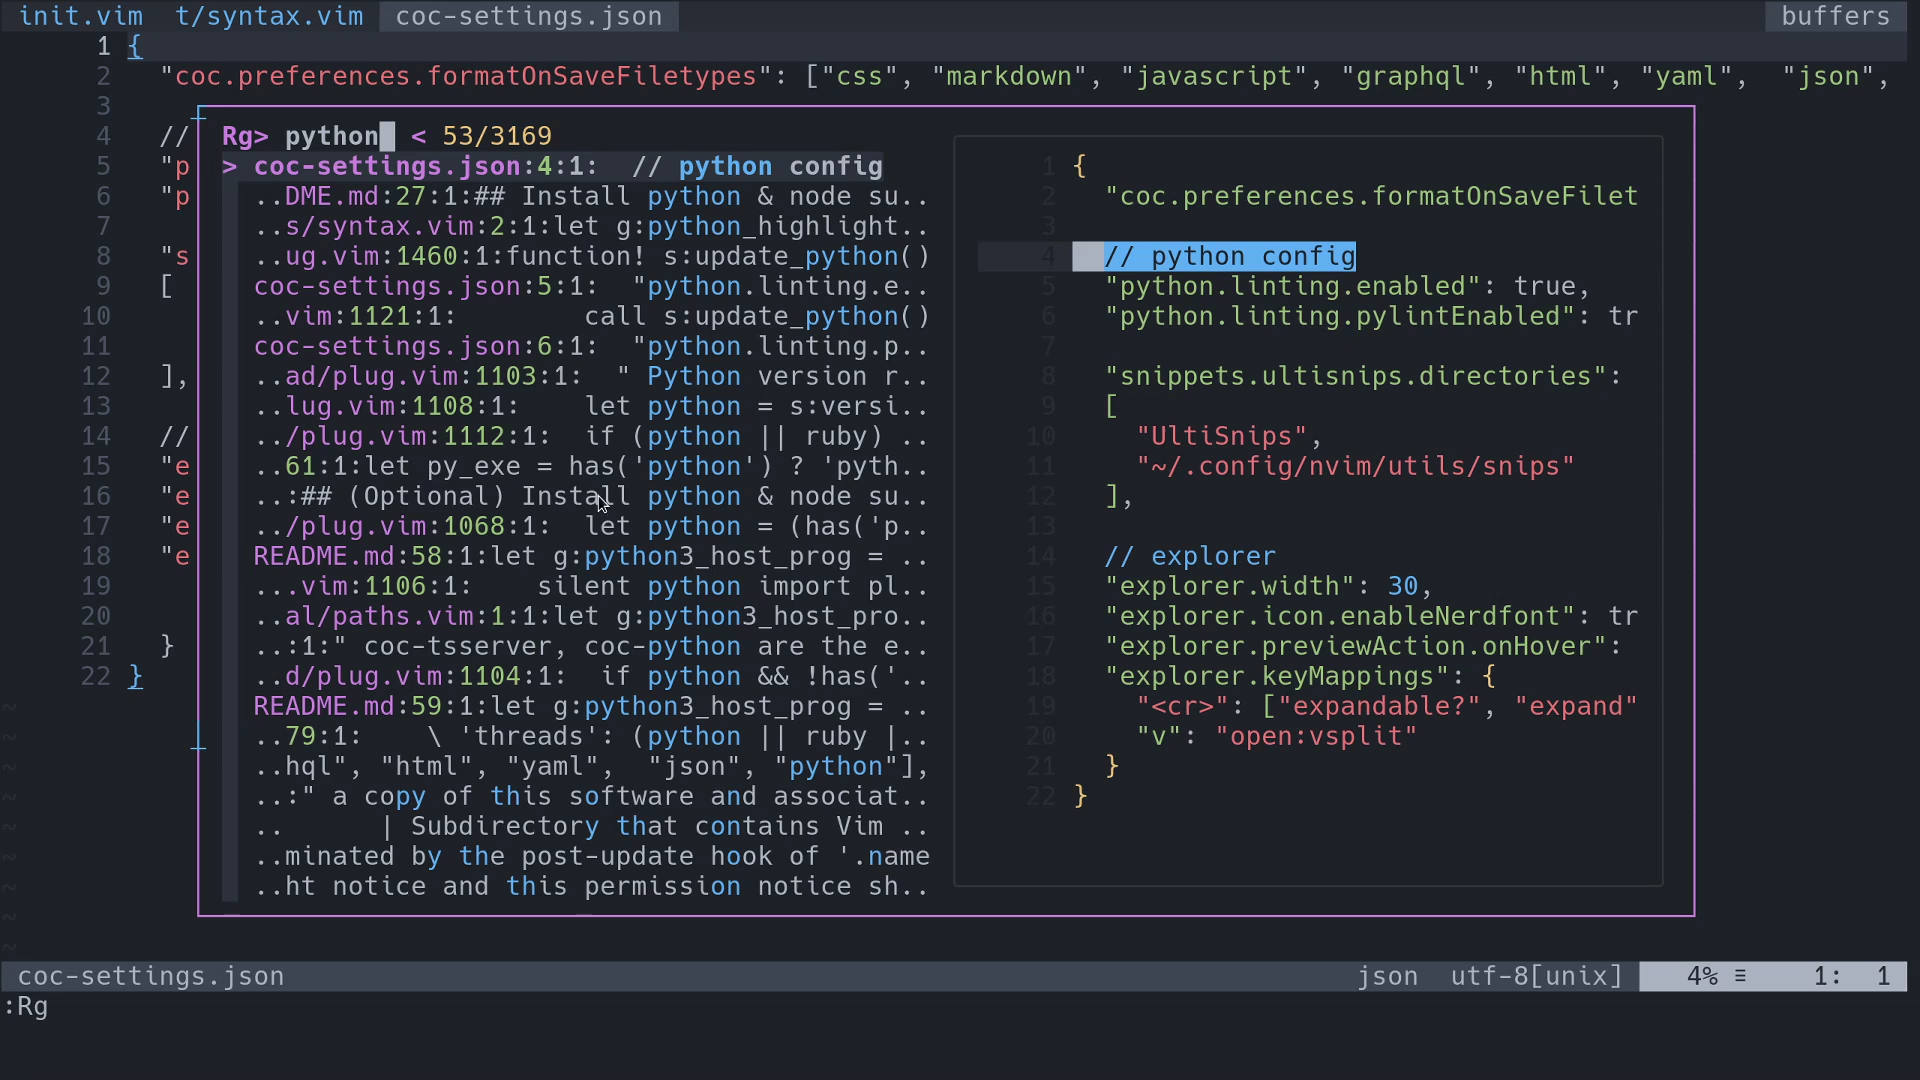 init.vim  t/syntax.vim  coc-settings.json  buffers
1 {
2   "coc.preferences.formatOnSaveFiletypes": ["css", "markdown", "javascript", "graphql", "html", "yaml",  "json",
3
4   //
5   "p
6   "p
7
8   "s
9   [
10
11
12  ],
13
14  //
15  "e
16  "e
17  "e
18  "e
19
20
21  }
22 }
Rg> python < 53/3169
> coc-settings.json:4:1:  // python config
..DME.md:27:1:## Install python & node su..
..s/syntax.vim:2:1:let g:python_highlight..
..ug.vim:1460:1:function! s:update_python()
coc-settings.json:5:1:  "python.linting.e..
..vim:1121:1:        call s:update_python()
coc-settings.json:6:1:  "python.linting.p..
..ad/plug.vim:1103:1:  " Python version r..
..lug.vim:1108:1:    let python = s:versi..
../plug.vim:1112:1:  if (python || ruby) ..
..61:1:let py_exe = has('python') ? 'pyth..
..:## (Optional) Install python & node su..
../plug.vim:1068:1:  let python = (has('p..
README.md:58:1:let g:python3_host_prog = ..
...vim:1106:1:    silent python import pl..
..al/paths.vim:1:1:let g:python3_host_pro..
..:1:" coc-tsserver, coc-python are the e..
..d/plug.vim:1104:1:  if python && !has('..
README.md:59:1:let g:python3_host_prog = ..
..79:1:    \ 'threads': (python || ruby |..
..hql", "html", "yaml",  "json", "python"],
..:" a copy of this software and associat..
..      | Subdirectory that contains Vim ..
..minated by the post-update hook of '.name
..ht notice and this permission notice sh..
1 {
2   "coc.preferences.formatOnSaveFilet
3
4   // python config
5   "python.linting.enabled": true,
6   "python.linting.pylintEnabled": tr
7
8   "snippets.ultisnips.directories":
9   [
10    "UltiSnips",
11    "~/.config/nvim/utils/snips"
12  ],
13
14  // explorer
15  "explorer.width": 30,
16  "explorer.icon.enableNerdfont": tr
17  "explorer.previewAction.onHover":
18  "explorer.keyMappings": {
19    "<cr>": ["expandable?", "expand"
20    "v": "open:vsplit"
21  }
22 }
coc-settings.json  json  utf-8[unix]  4% ≡  1:  1
:Rg